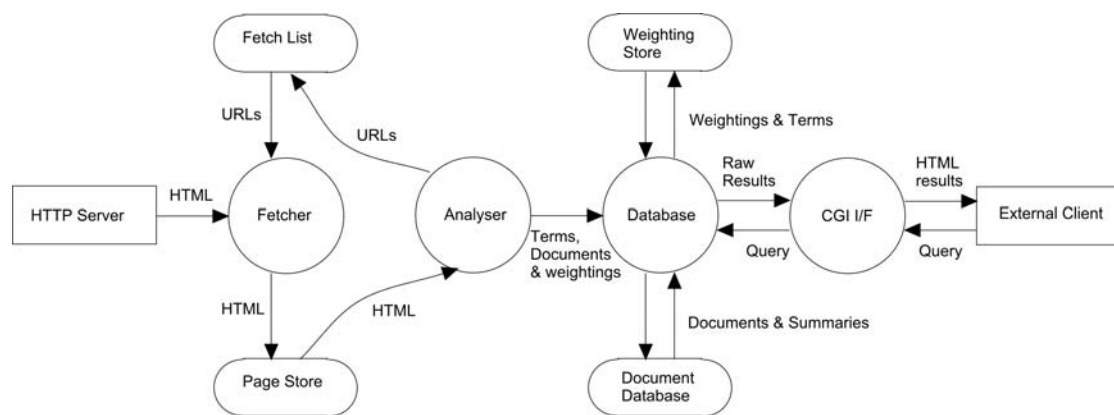 Fetch List
Weighting
Store
URLs
URLs
Weightings & Terms
HTTP Server
HTML
Fetcher
Analyser
Terms,
Documents
& weightings
Database
Raw
Results
Query
CGI I/F
HTML
results
Query
External Client
HTML
HTML
Documents & Summaries
Page Store
Document
Database